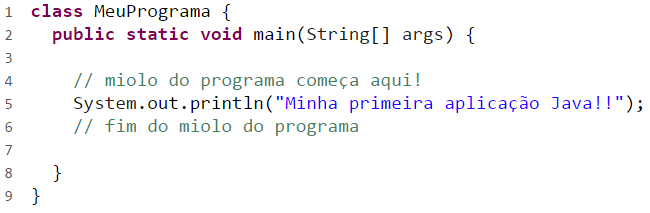 1 class MeuPrograma {
2 public static void main(String[] args) {
3
4 // miolo do programa começa aqui!
5 System.out.println("Minha primeira aplicação Java!!");
6 // fim do miolo do programa
7
8 }
9 }